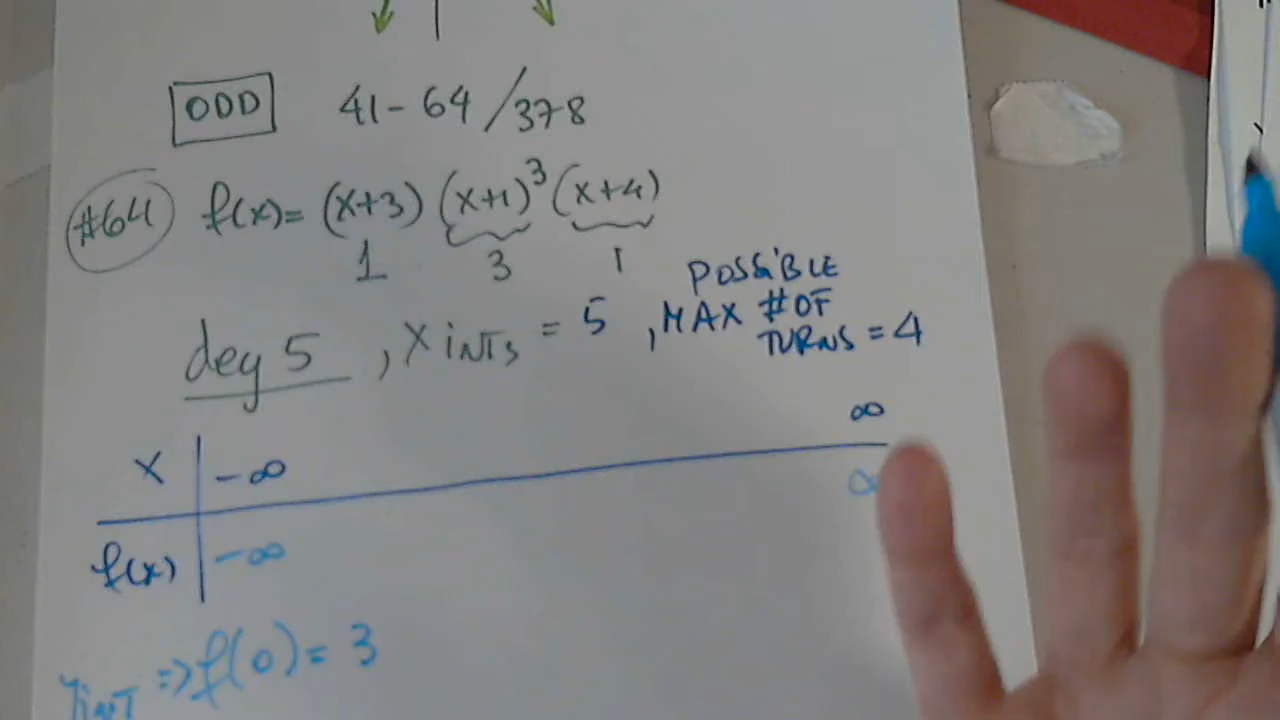 ODD 41-64/378
#64 f(x)= (x+3)(x+1)³(x+4)
1 3 1
deg 5, X iNTs = 5, MAX POSSiBLE # OF TURNS = 4
X -∞ ∞
f(x) -∞ ∞
YiNT ⇒ f(0)= 3